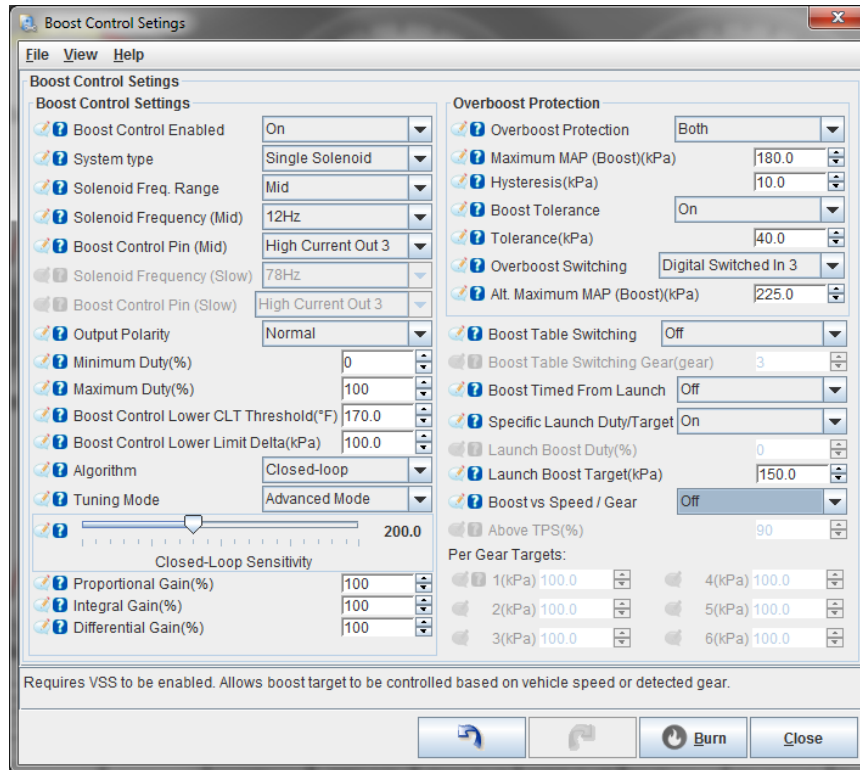 Boost Control Setings
File View Help
Boost Control Setings
Boost Control Settings
Boost Control Enabled On
System type Single Solenoid
Solenoid Freq. Range Mid
Solenoid Frequency (Mid) 12Hz
Boost Control Pin (Mid) High Current Out 3
Solenoid Frequency (Slow) 78Hz
Boost Control Pin (Slow) High Current Out 3
Output Polarity Normal
Minimum Duty(%) 0
Maximum Duty(%) 100
Boost Control Lower CLT Threshold(°F) 170.0
Boost Control Lower Limit Delta(kPa) 100.0
Algorithm Closed-loop
Tuning Mode Advanced Mode
200.0
Closed-Loop Sensitivity
Proportional Gain(%) 100
Integral Gain(%) 100
Differential Gain(%) 100
Overboost Protection
Overboost Protection Both
Maximum MAP (Boost)(kPa) 180.0
Hysteresis(kPa) 10.0
Boost Tolerance On
Tolerance(kPa) 40.0
Overboost Switching Digital Switched In 3
Alt. Maximum MAP (Boost)(kPa) 225.0
Boost Table Switching Off
Boost Table Switching Gear(gear) 3
Boost Timed From Launch Off
Specific Launch Duty/Target On
Launch Boost Duty(%) 0
Launch Boost Target(kPa) 150.0
Boost vs Speed / Gear Off
Above TPS(%) 90
Per Gear Targets:
1(kPa) 100.0 4(kPa) 100.0
2(kPa) 100.0 5(kPa) 100.0
3(kPa) 100.0 6(kPa) 100.0
Requires VSS to be enabled. Allows boost target to be controlled based on vehicle speed or detected gear.
Burn Close